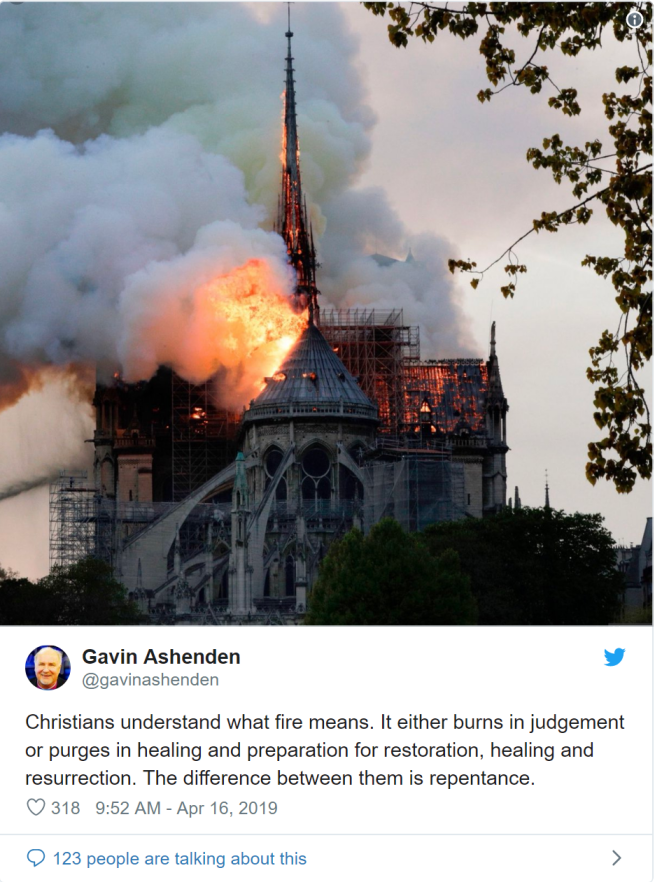 Gavin Ashenden
@gavinashenden
Christians understand what fire means. It either burns in judgement
or purges in healing and preparation for restoration, healing and
resurrection. The difference between them is repentance.
318 9:52 AM - Apr 16, 2019
123 people are talking about this